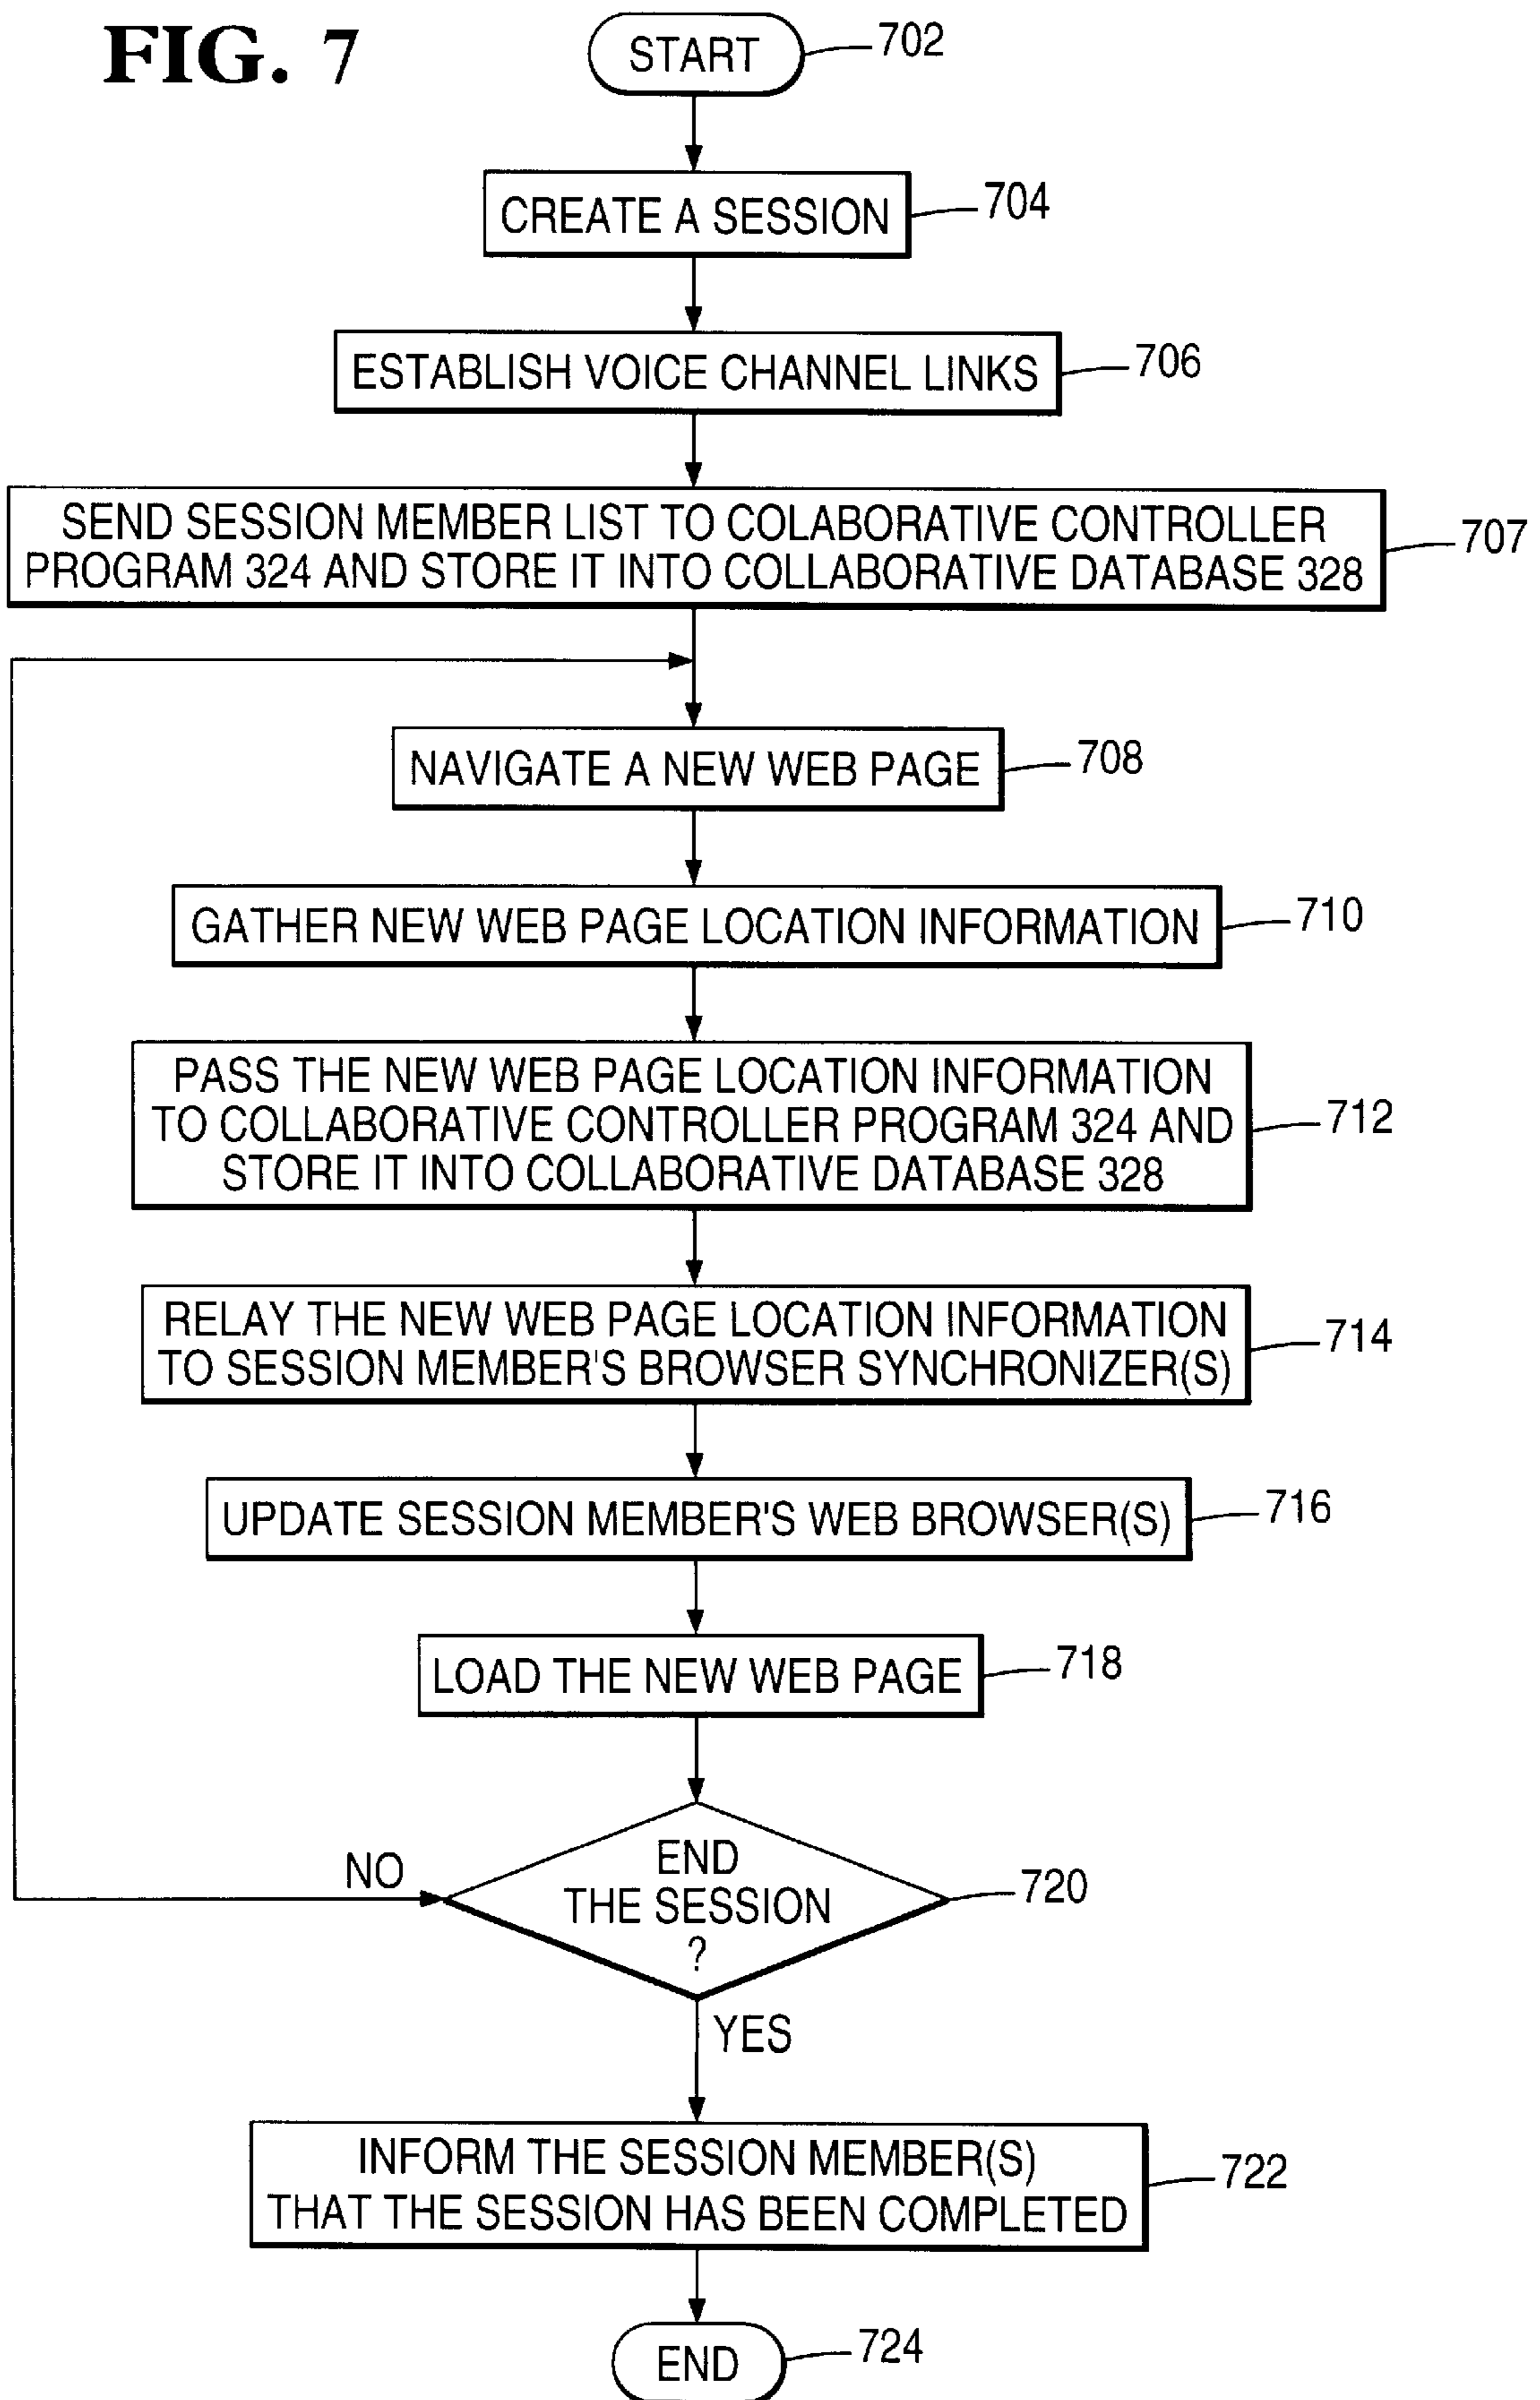 FIG. 7
START
702
CREATE A SESSION
704
ESTABLISH VOICE CHANNEL LINKS
706
SEND SESSION MEMBER LIST TO COLABORATIVE CONTROLLER
PROGRAM 324 AND STORE IT INTO COLLABORATIVE DATABASE 328
707
NAVIGATE A NEW WEB PAGE
708
GATHER NEW WEB PAGE LOCATION INFORMATION
710
PASS THE NEW WEB PAGE LOCATION INFORMATION
TO COLLABORATIVE CONTROLLER PROGRAM 324 AND
STORE IT INTO COLLABORATIVE DATABASE 328
712
RELAY THE NEW WEB PAGE LOCATION INFORMATION
TO SESSION MEMBER'S BROWSER SYNCHRONIZER(S)
714
UPDATE SESSION MEMBER'S WEB BROWSER(S)
716
LOAD THE NEW WEB PAGE
718
END
THE SESSION
?
720
NO
YES
INFORM THE SESSION MEMBER(S)
THAT THE SESSION HAS BEEN COMPLETED
722
END
724